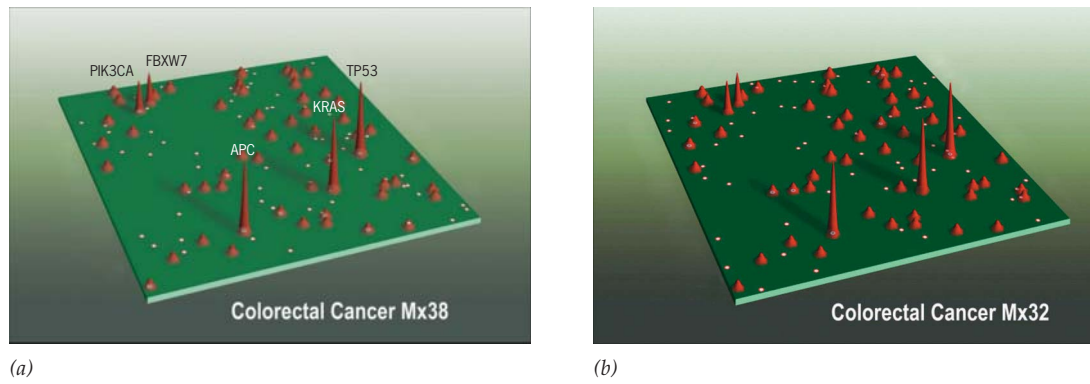 FBXW7
PIK3CA
TP53
KRAS
APC
Colorectal Cancer Mx38
(a)
Colorectal Cancer Mx32
(b)